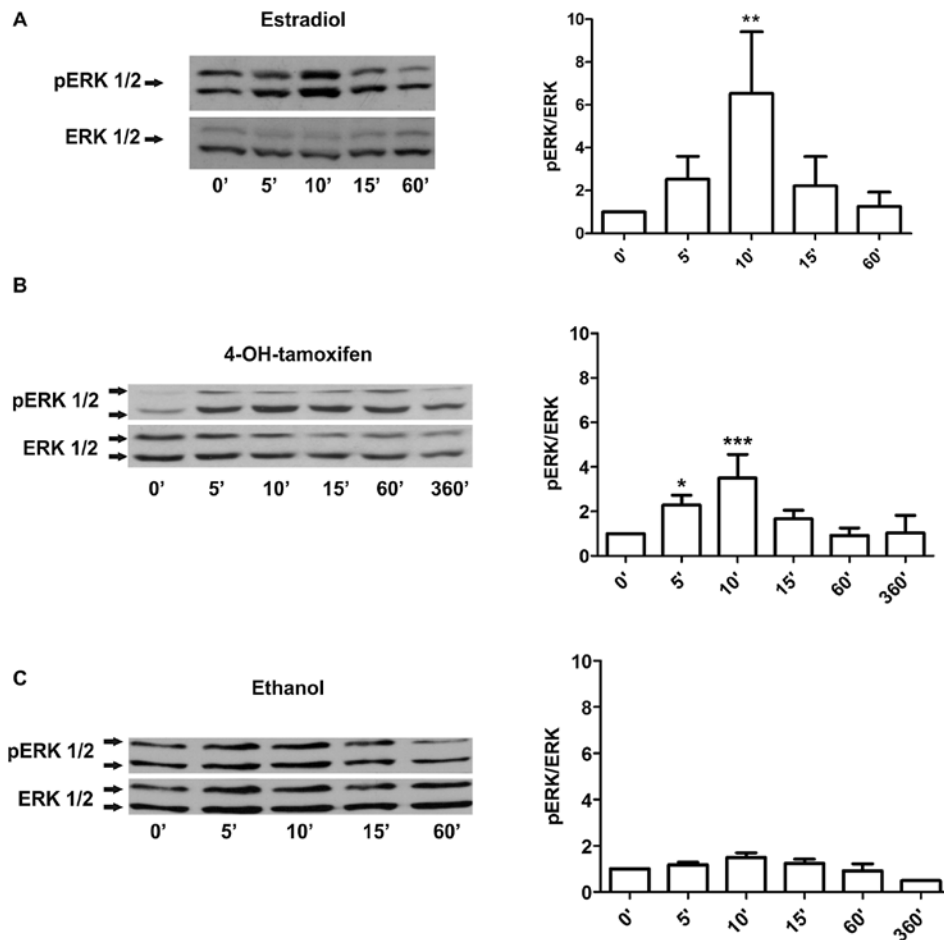 A
Estradiol
pERK 1/2
ERK 1/2
0' 5' 10' 15' 60'
pERK/ERK
10
8
6
4
2
0
**
0' 5' 10' 15' 60'
B
4-OH-tamoxifen
pERK 1/2
ERK 1/2
0' 5' 10' 15' 60' 360'
pERK/ERK
10
8
6
4
2
0
* ***
0' 5' 10' 15' 60' 360'
C
Ethanol
pERK 1/2
ERK 1/2
0' 5' 10' 15' 60'
pERK/ERK
10
8
6
4
2
0
0' 5' 10' 15' 60' 360'